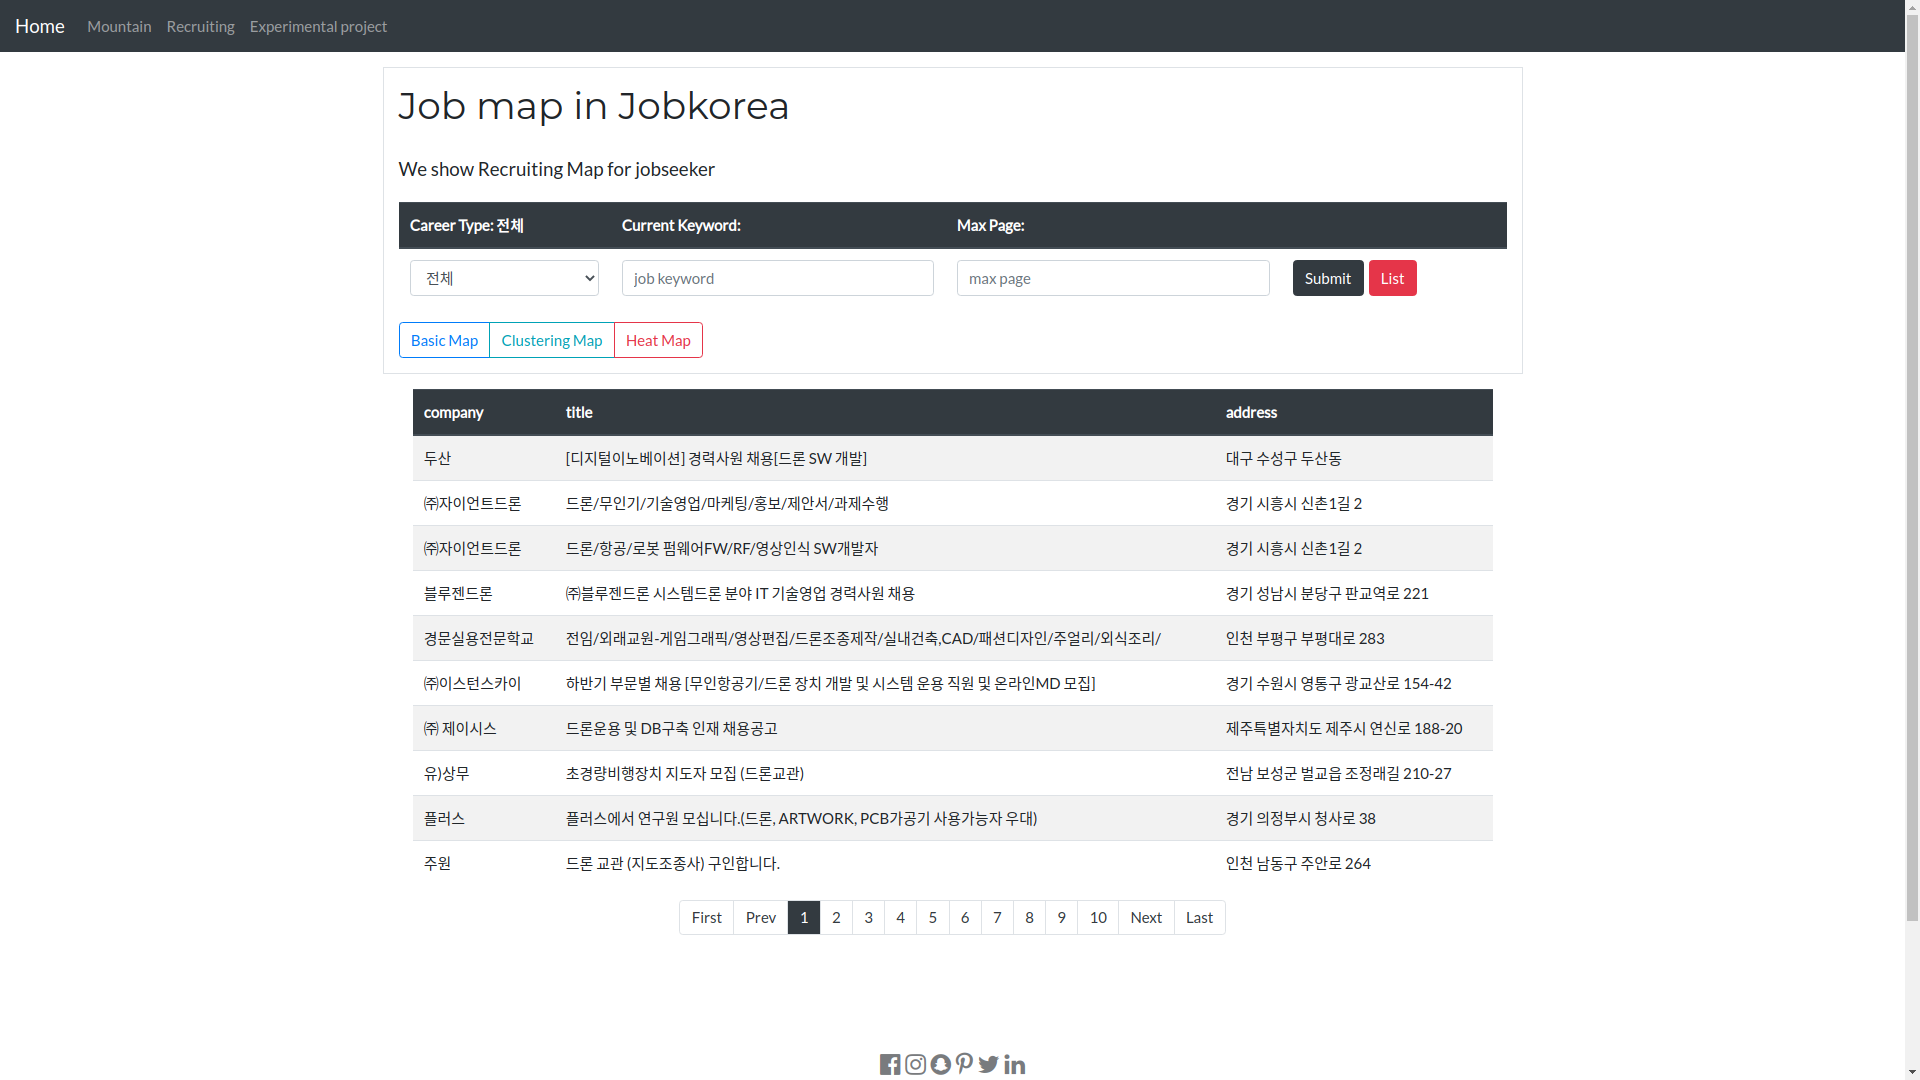 Home Mountain Recruiting Experimental project
Job map in Jobkorea
We show Recruiting Map for jobseeker
Career Type: 전체 Current Keyword: Max Page:
전체 job keyword max page Submit List
Basic Map Clustering Map Heat Map
company title address
두산 [디지털이노베이션] 경력사원 채용[드론 SW 개발] 대구 수성구 두산동
㈜자이언트드론 드론/무인기/기술영업/마케팅/홍보/제안서/과제수행 경기 시흥시 신촌1길 2
㈜자이언트드론 드론/항공/로봇 펌웨어FW/RF/영상인식 SW개발자 경기 시흥시 신촌1길 2
블루젠드론 ㈜블루젠드론 시스템드론 분야 IT 기술영업 경력사원 채용 경기 성남시 분당구 판교역로 221
경문실용전문학교 전임/외래교원-게임그래픽/영상편집/드론조종제작/실내건축,CAD/패션디자인/주얼리/외식조리/ 인천 부평구 부평대로 283
㈜이스턴스카이 하반기 부문별 채용 [무인항공기/드론 장치 개발 및 시스템 운용 직원 및 온라인MD 모집] 경기 수원시 영통구 광교산로 154-42
㈜ 제이시스 드론운용 및 DB구축 인재 채용공고 제주특별자치도 제주시 연신로 188-20
유)상무 초경량비행장치 지도자 모집 (드론교관) 전남 보성군 벌교읍 조정래길 210-27
플러스 플러스에서 연구원 모십니다.(드론, ARTWORK, PCB가공기 사용가능자 우대) 경기 의정부시 청사로 38
주원 드론 교관 (지도조종사) 구인합니다. 인천 남동구 주안로 264
First Prev 1 2 3 4 5 6 7 8 9 10 Next Last